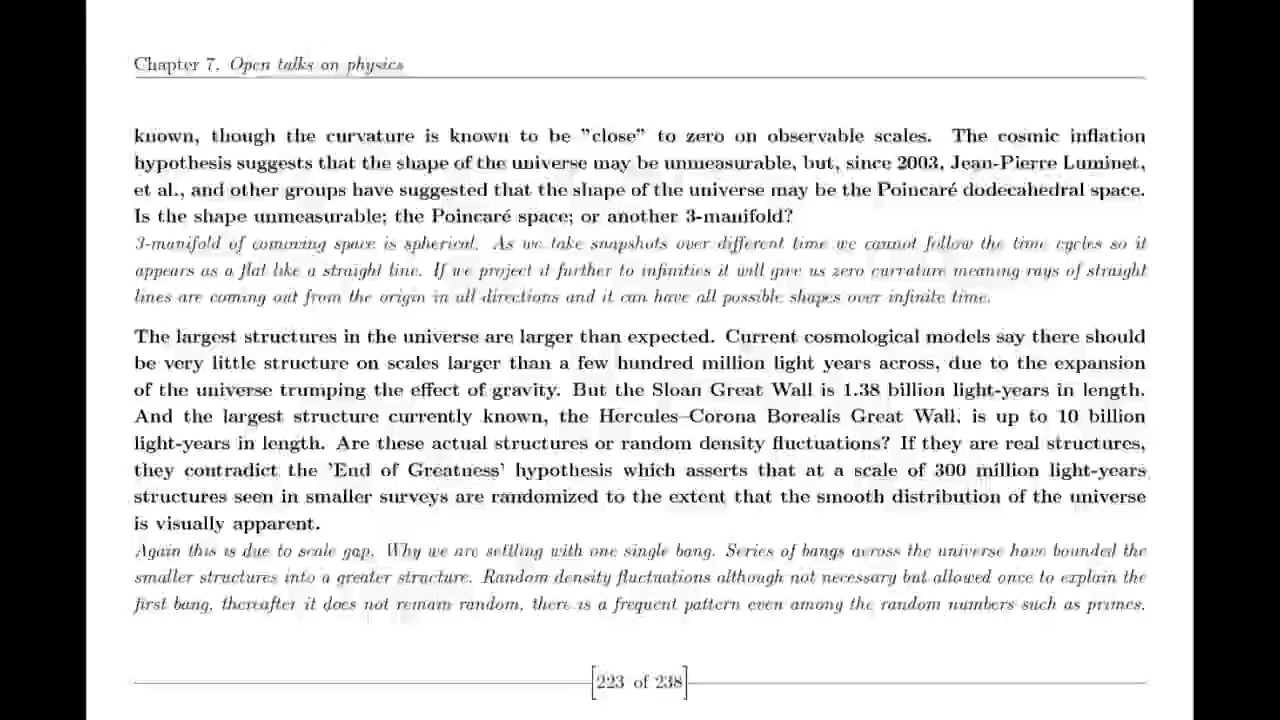 Chapter 7. Open talks on physics
known, though the curvature is known to be "close" to zero on observable scales. The cosmic inflation
hypothesis suggests that the shape of the universe may be unmeasurable, but, since 2003, Jean-Pierre Luminet,
et al., and other groups have suggested that the shape of the universe may be the Poincaré dodecahedral space.
Is the shape unmeasurable; the Poincaré space; or another 3-manifold?
3-manifold of commving space is spherical. As we take snapshots over different time we cannot follow the time cycles so it
appears as a flat like a straight line. If we project it further to infinities it will give us zero curvature meaning rays of straight
lines are coming out from the origin in all directions and it can have all possible shapes over infinite time.
The largest structures in the universe are larger than expected. Current cosmological models say there should
be very little structure on scales larger than a few hundred million light years across, due to the expansion
of the universe trumping the effect of gravity. But the Sloan Great Wall is 1.38 billion light-years in length.
And the largest structure currently known, the Hercules–Corona Borealis Great Wall, is up to 10 billion
light-years in length. Are these actual structures or random density fluctuations? If they are real structures,
they contradict the 'End of Greatness' hypothesis which asserts that at a scale of 300 million light-years
structures seen in smaller surveys are randomized to the extent that the smooth distribution of the universe
is visually apparent.
Again this is due to scale gap. Why we are settling with one single bang. Series of bangs across the universe have bounded the
smaller structures into a greater structure. Random density fluctuations although not necessary but allowed once to explain the
first bang, thereafter it does not remain random, there is a frequent pattern even among the random numbers such as primes.
223 of 238